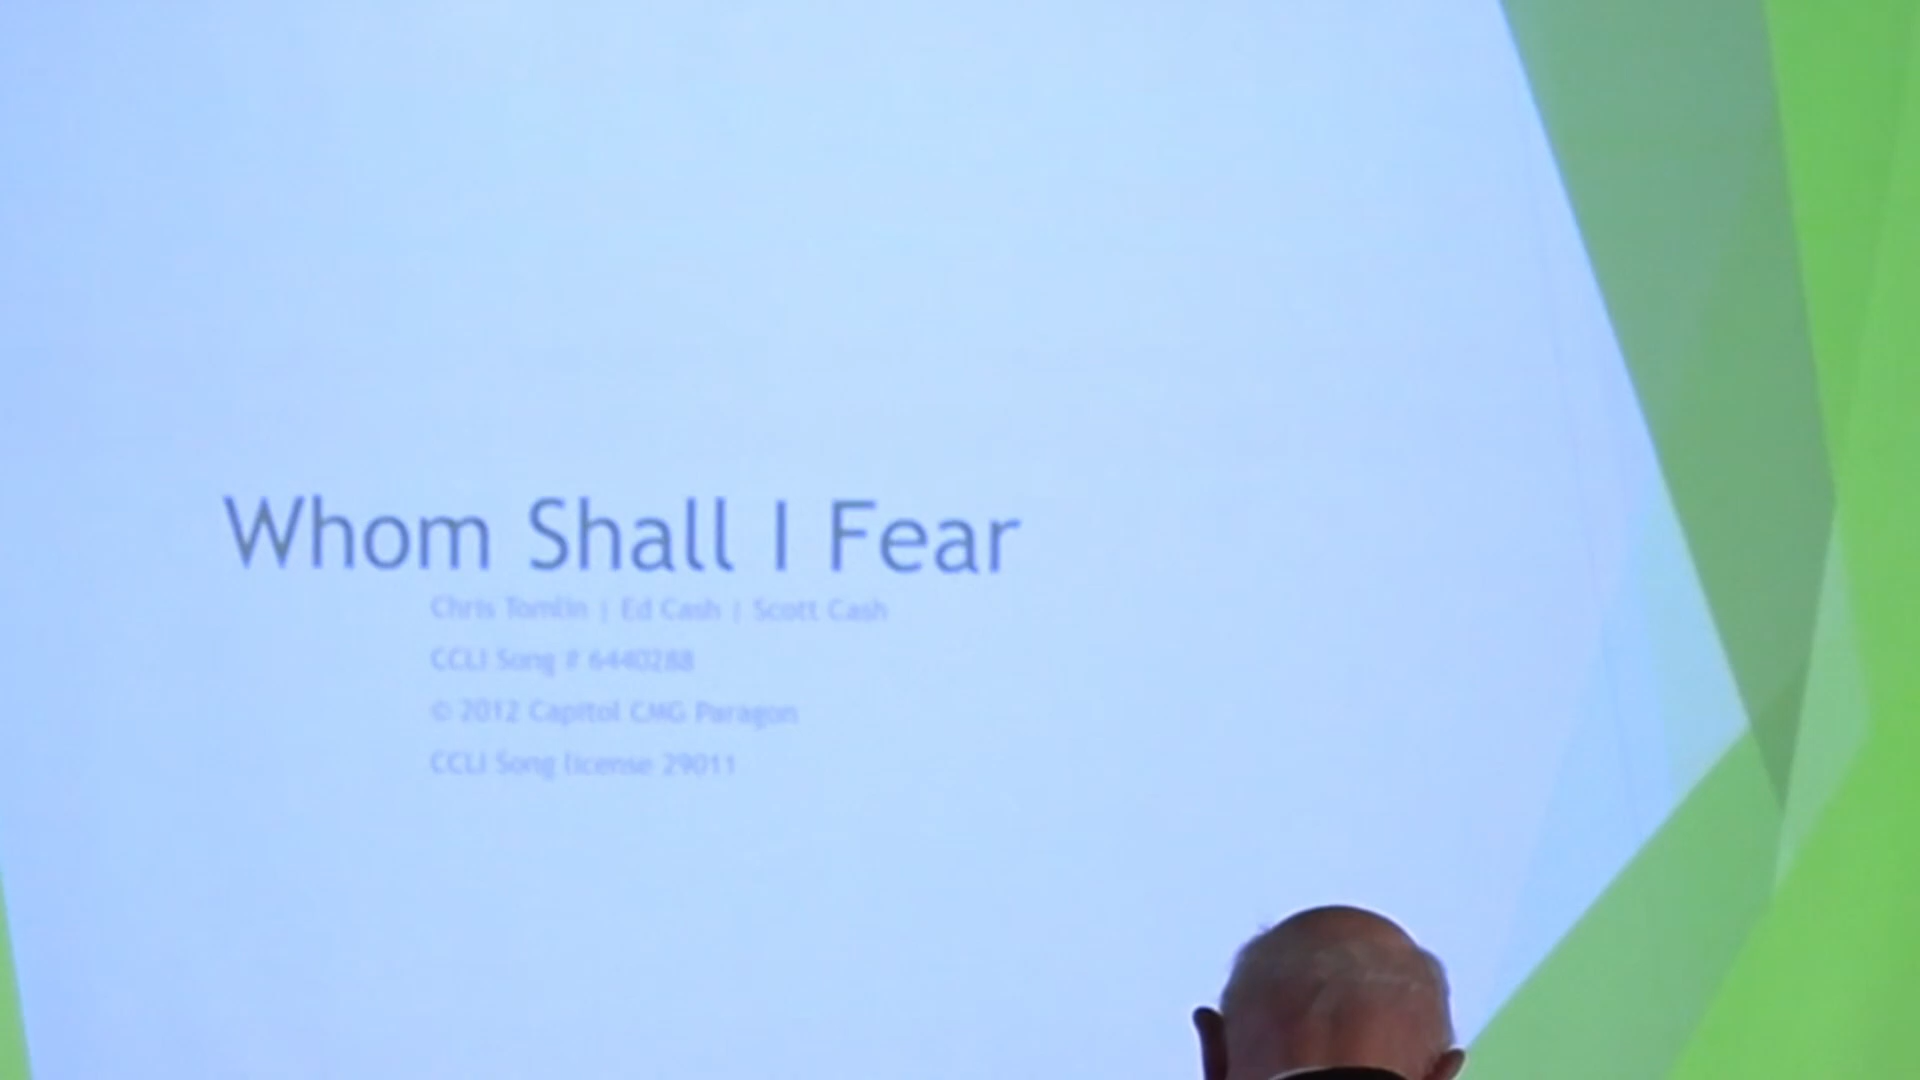 Whom Shall I Fear
Chris Tomlin | Ed Cash | Scott Cash
CCLI Song # 6440288
© 2012 Capitol CMG Paragon
CCLI Song license 29011